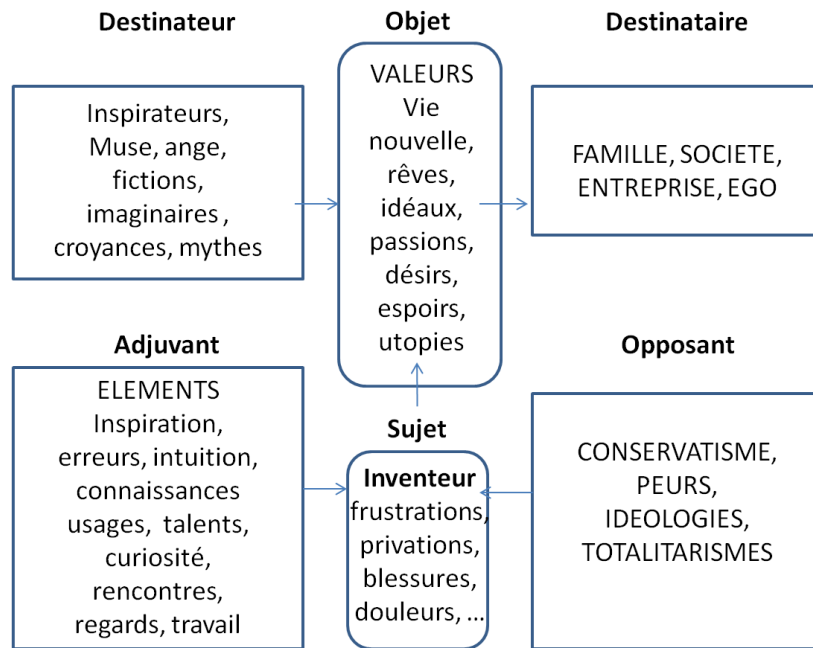 Destinateur
Inspirateurs,
Muse, ange,
fictions,
imaginaires ,
croyances, mythes
Objet
VALEURS
Vie
nouvelle,
rêves,
idéaux,
passions,
désirs,
espoirs,
utopies
Destinataire
FAMILLE, SOCIETE,
ENTREPRISE, EGO
Adjuvant
ELEMENTS
Inspiration,
erreurs, intuition,
connaissances
usages, talents,
curiosité,
rencontres,
regards, travail
Sujet
Inventeur
frustrations,
privations,
blessures,
douleurs, ...
Opposant
CONSERVATISME,
PEURS,
IDEOLOGIES,
TOTALITARISMES